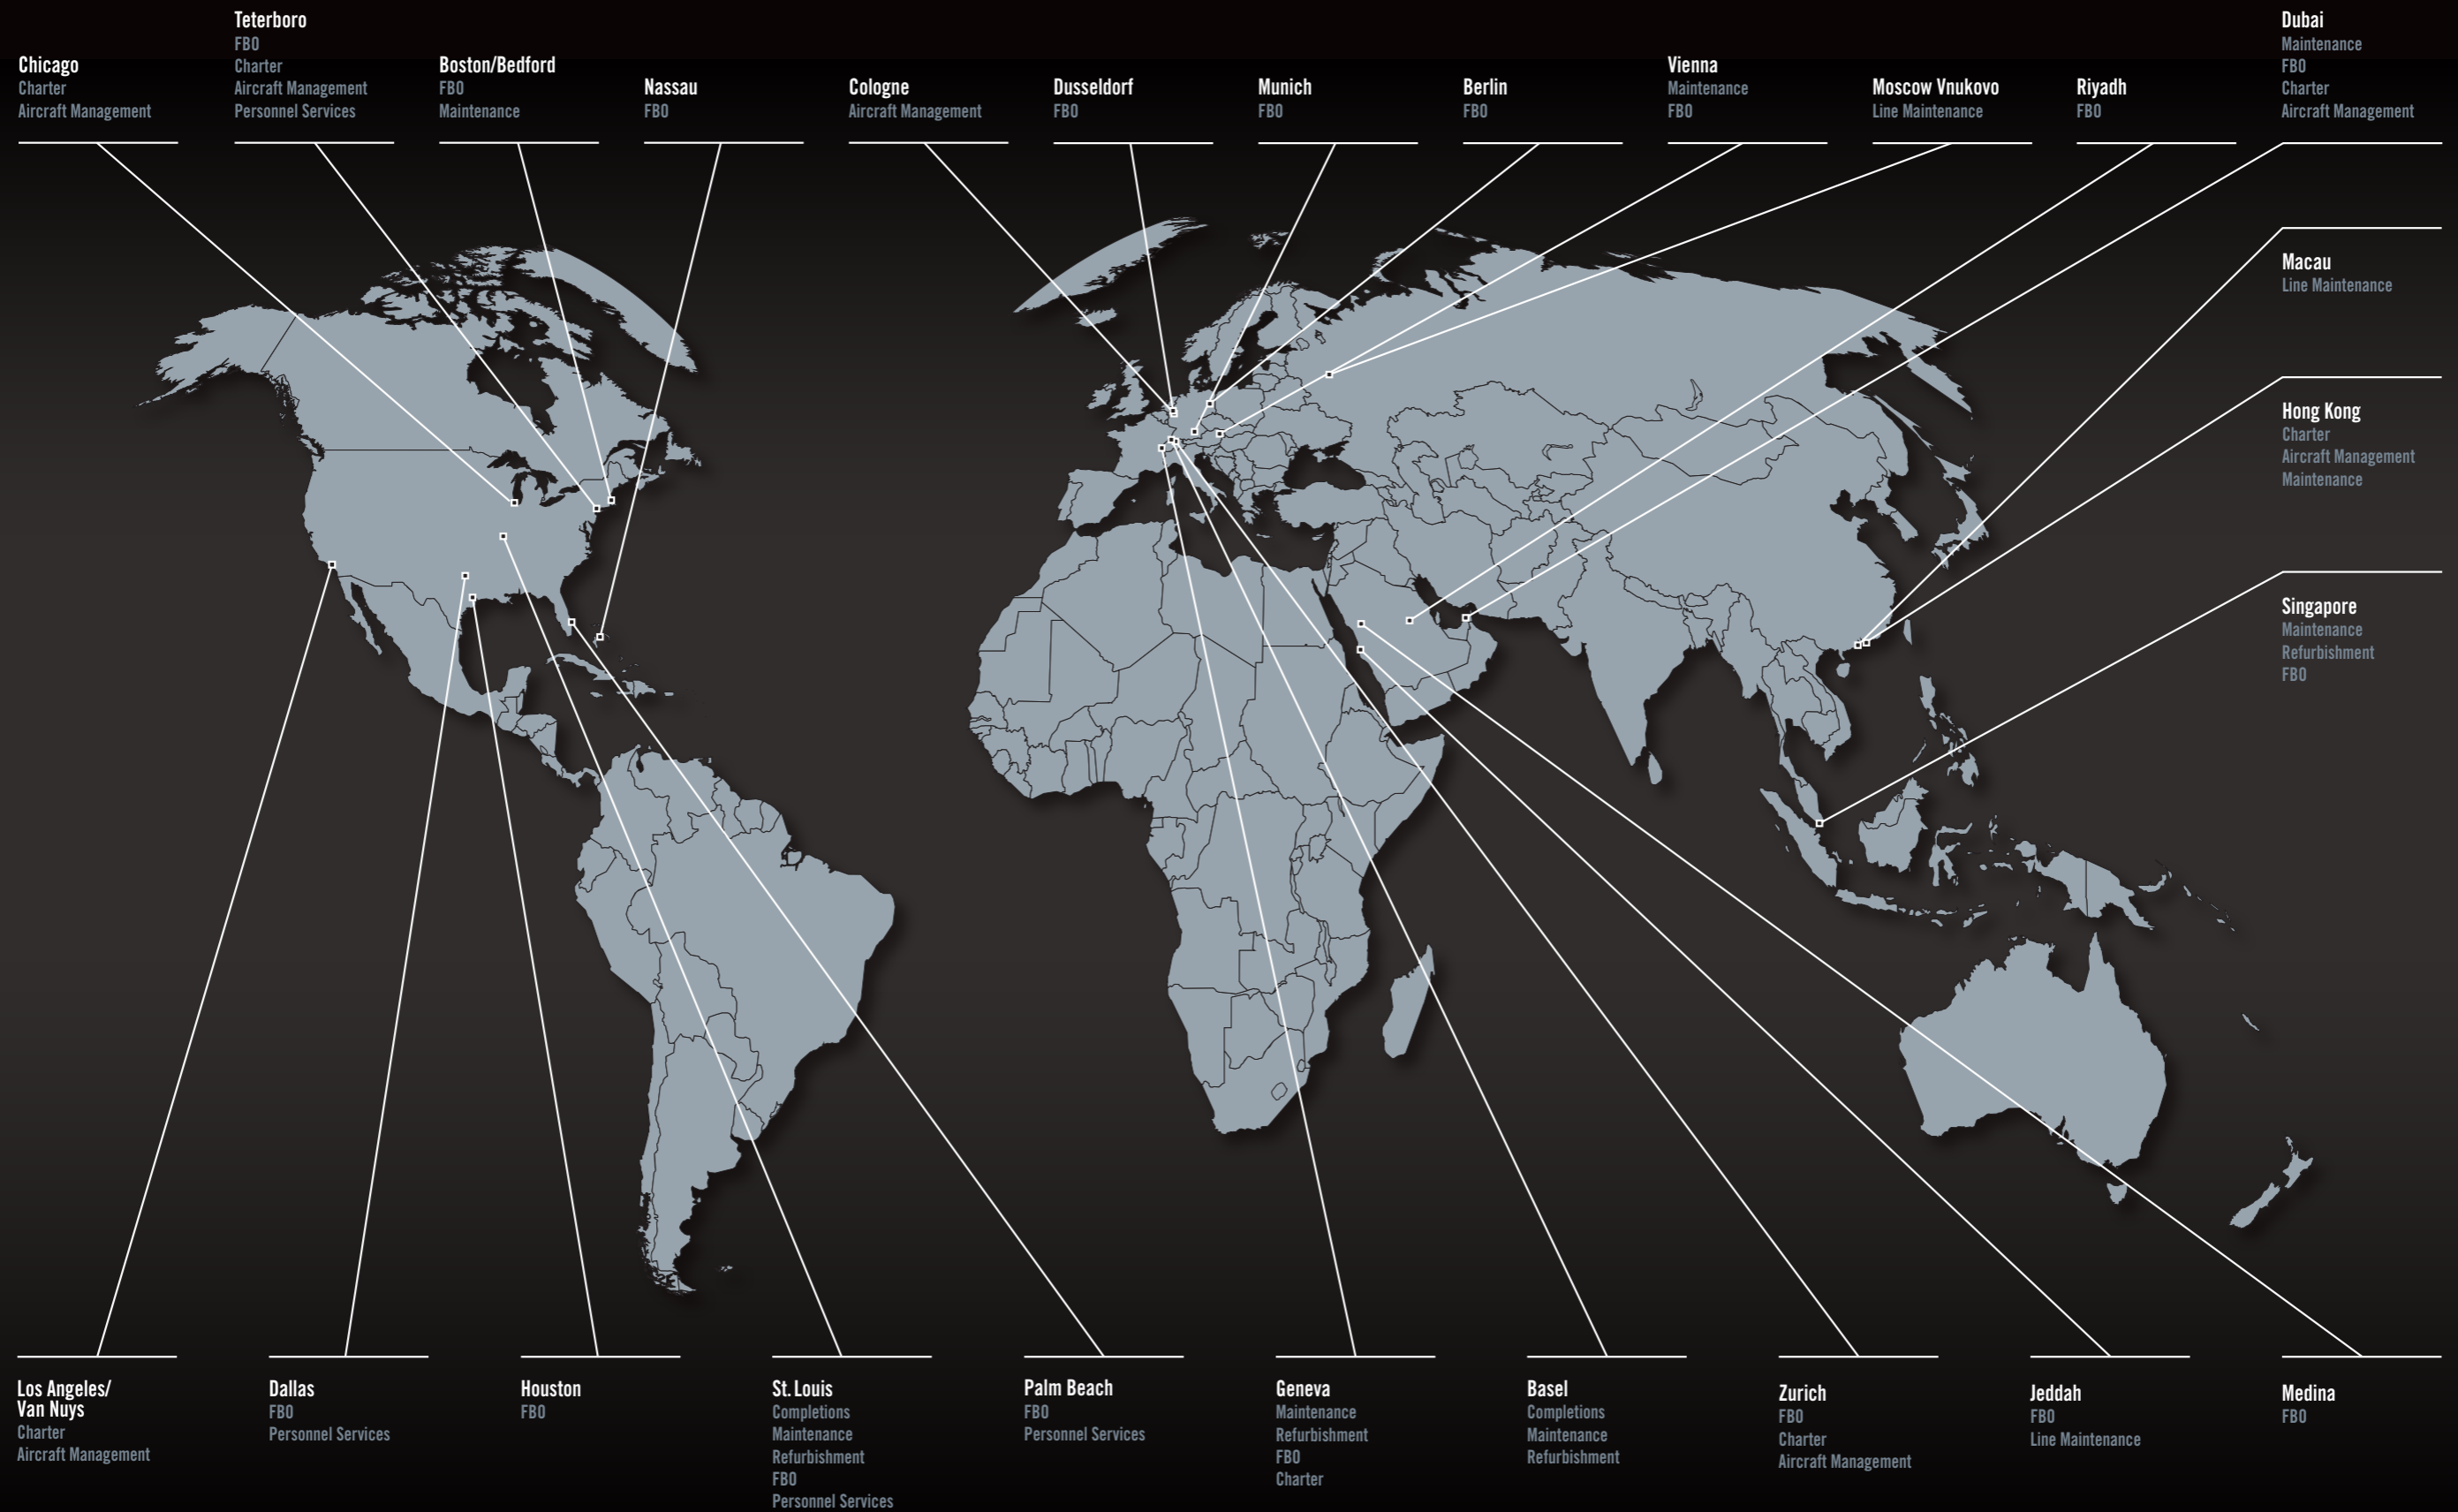 Chicago
Charter
Aircraft Management
Teterboro
FBO
Charter
Aircraft Management
Personnel Services
Boston/Bedford
FBO
Maintenance
Nassau
FBO
Cologne
Aircraft Management
Dusseldorf
FBO
Munich
FBO
Berlin
FBO
Vienna
Maintenance
FBO
Moscow Vnukovo
Line Maintenance
Riyadh
FBO
Dubai
Maintenance
FBO
Charter
Aircraft Management
Macau
Line Maintenance
Hong Kong
Charter
Aircraft Management
Maintenance
Singapore
Maintenance
Refurbishment
FBO
Los Angeles/
Van Nuys
Charter
Aircraft Management
Dallas
FBO
Personnel Services
Houston
FBO
St. Louis
Completions
Maintenance
Refurbishment
FBO
Personnel Services
Palm Beach
FBO
Personnel Services
Geneva
Maintenance
Refurbishment
FBO
Charter
Basel
Completions
Maintenance
Refurbishment
Zurich
FBO
Charter
Aircraft Management
Jeddah
FBO
Line Maintenance
Medina
FBO